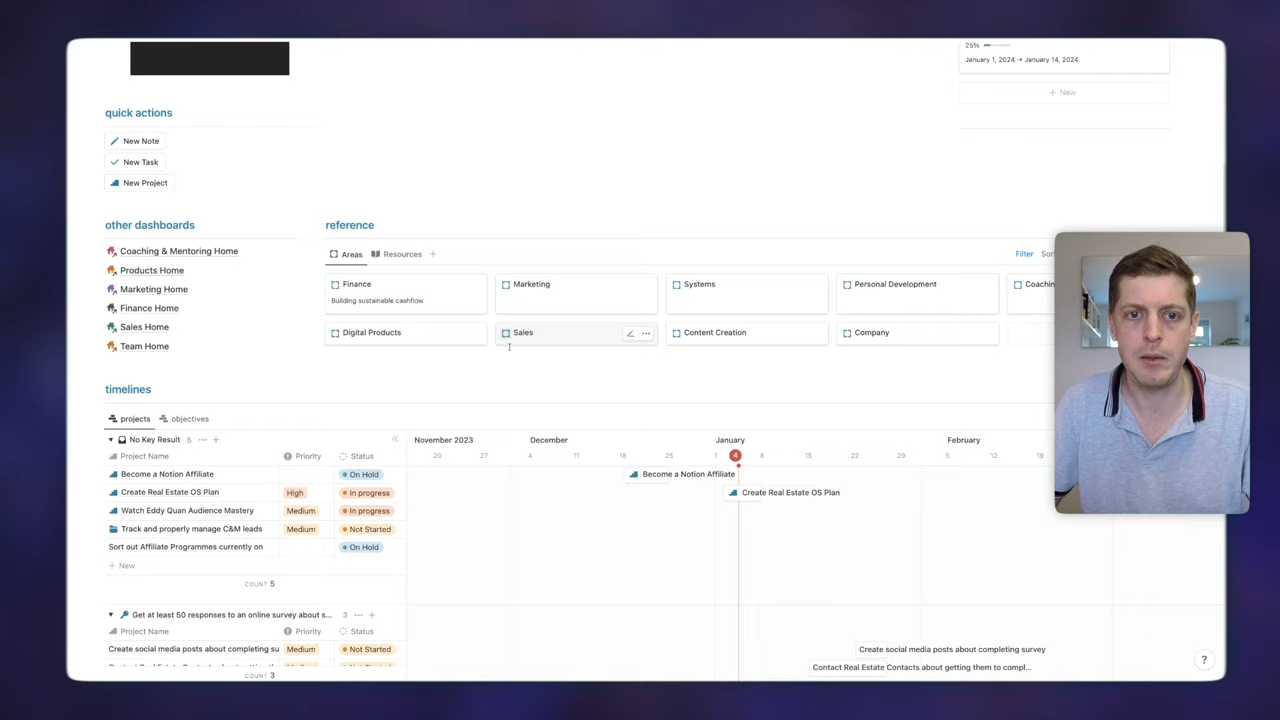 25%
January 1, 2024 → January 14, 2024
+ New
quick actions
New Note
New Task
New Project
other dashboards
Coaching & Mentoring Home
Products Home
Marketing Home
Finance Home
Sales Home
Team Home
reference
Areas Resources +
Filter Sor
Finance
Building sustainable cashflow
Marketing
Systems
Personal Development
Coachin
Digital Products
Sales
Content Creation
Company
timelines
projects objectives
No Key Result 5 ··· +
Project Name Priority Status
Become a Notion Affiliate On Hold
Create Real Estate OS Plan High In progress
Watch Eddy Quan Audience Mastery Medium In progress
Track and properly manage C&M leads Medium Not Started
Sort out Affiliate Programmes currently on On Hold
+ New
COUNT 5
November 2023 December January February
20 27 4 11 18 25 1 4 8 15 22 29 5 12 19
Become a Notion Affiliate
Create Real Estate OS Plan
Get at least 50 responses to an online survey about s... 3 ··· +
Project Name Priority Status
Create social media posts about completing su Medium Not Started
COUNT 3
Create social media posts about completing survey
Contact Real Estate Contacts about getting them to compl...
?